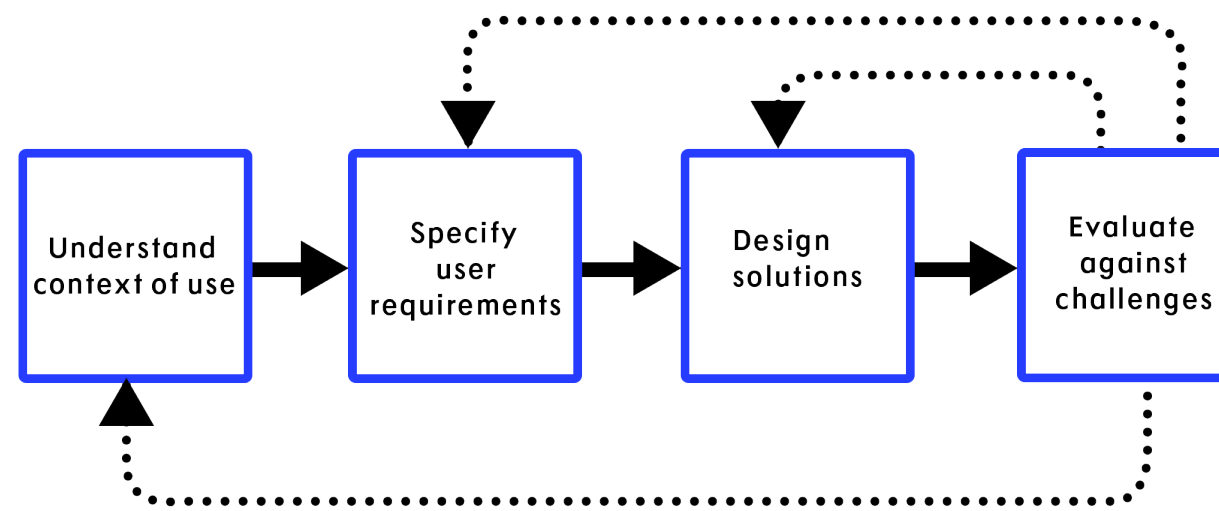 Understand
context of use
Specify
user
requirements
Design
solutions
Evaluate
against
challenges